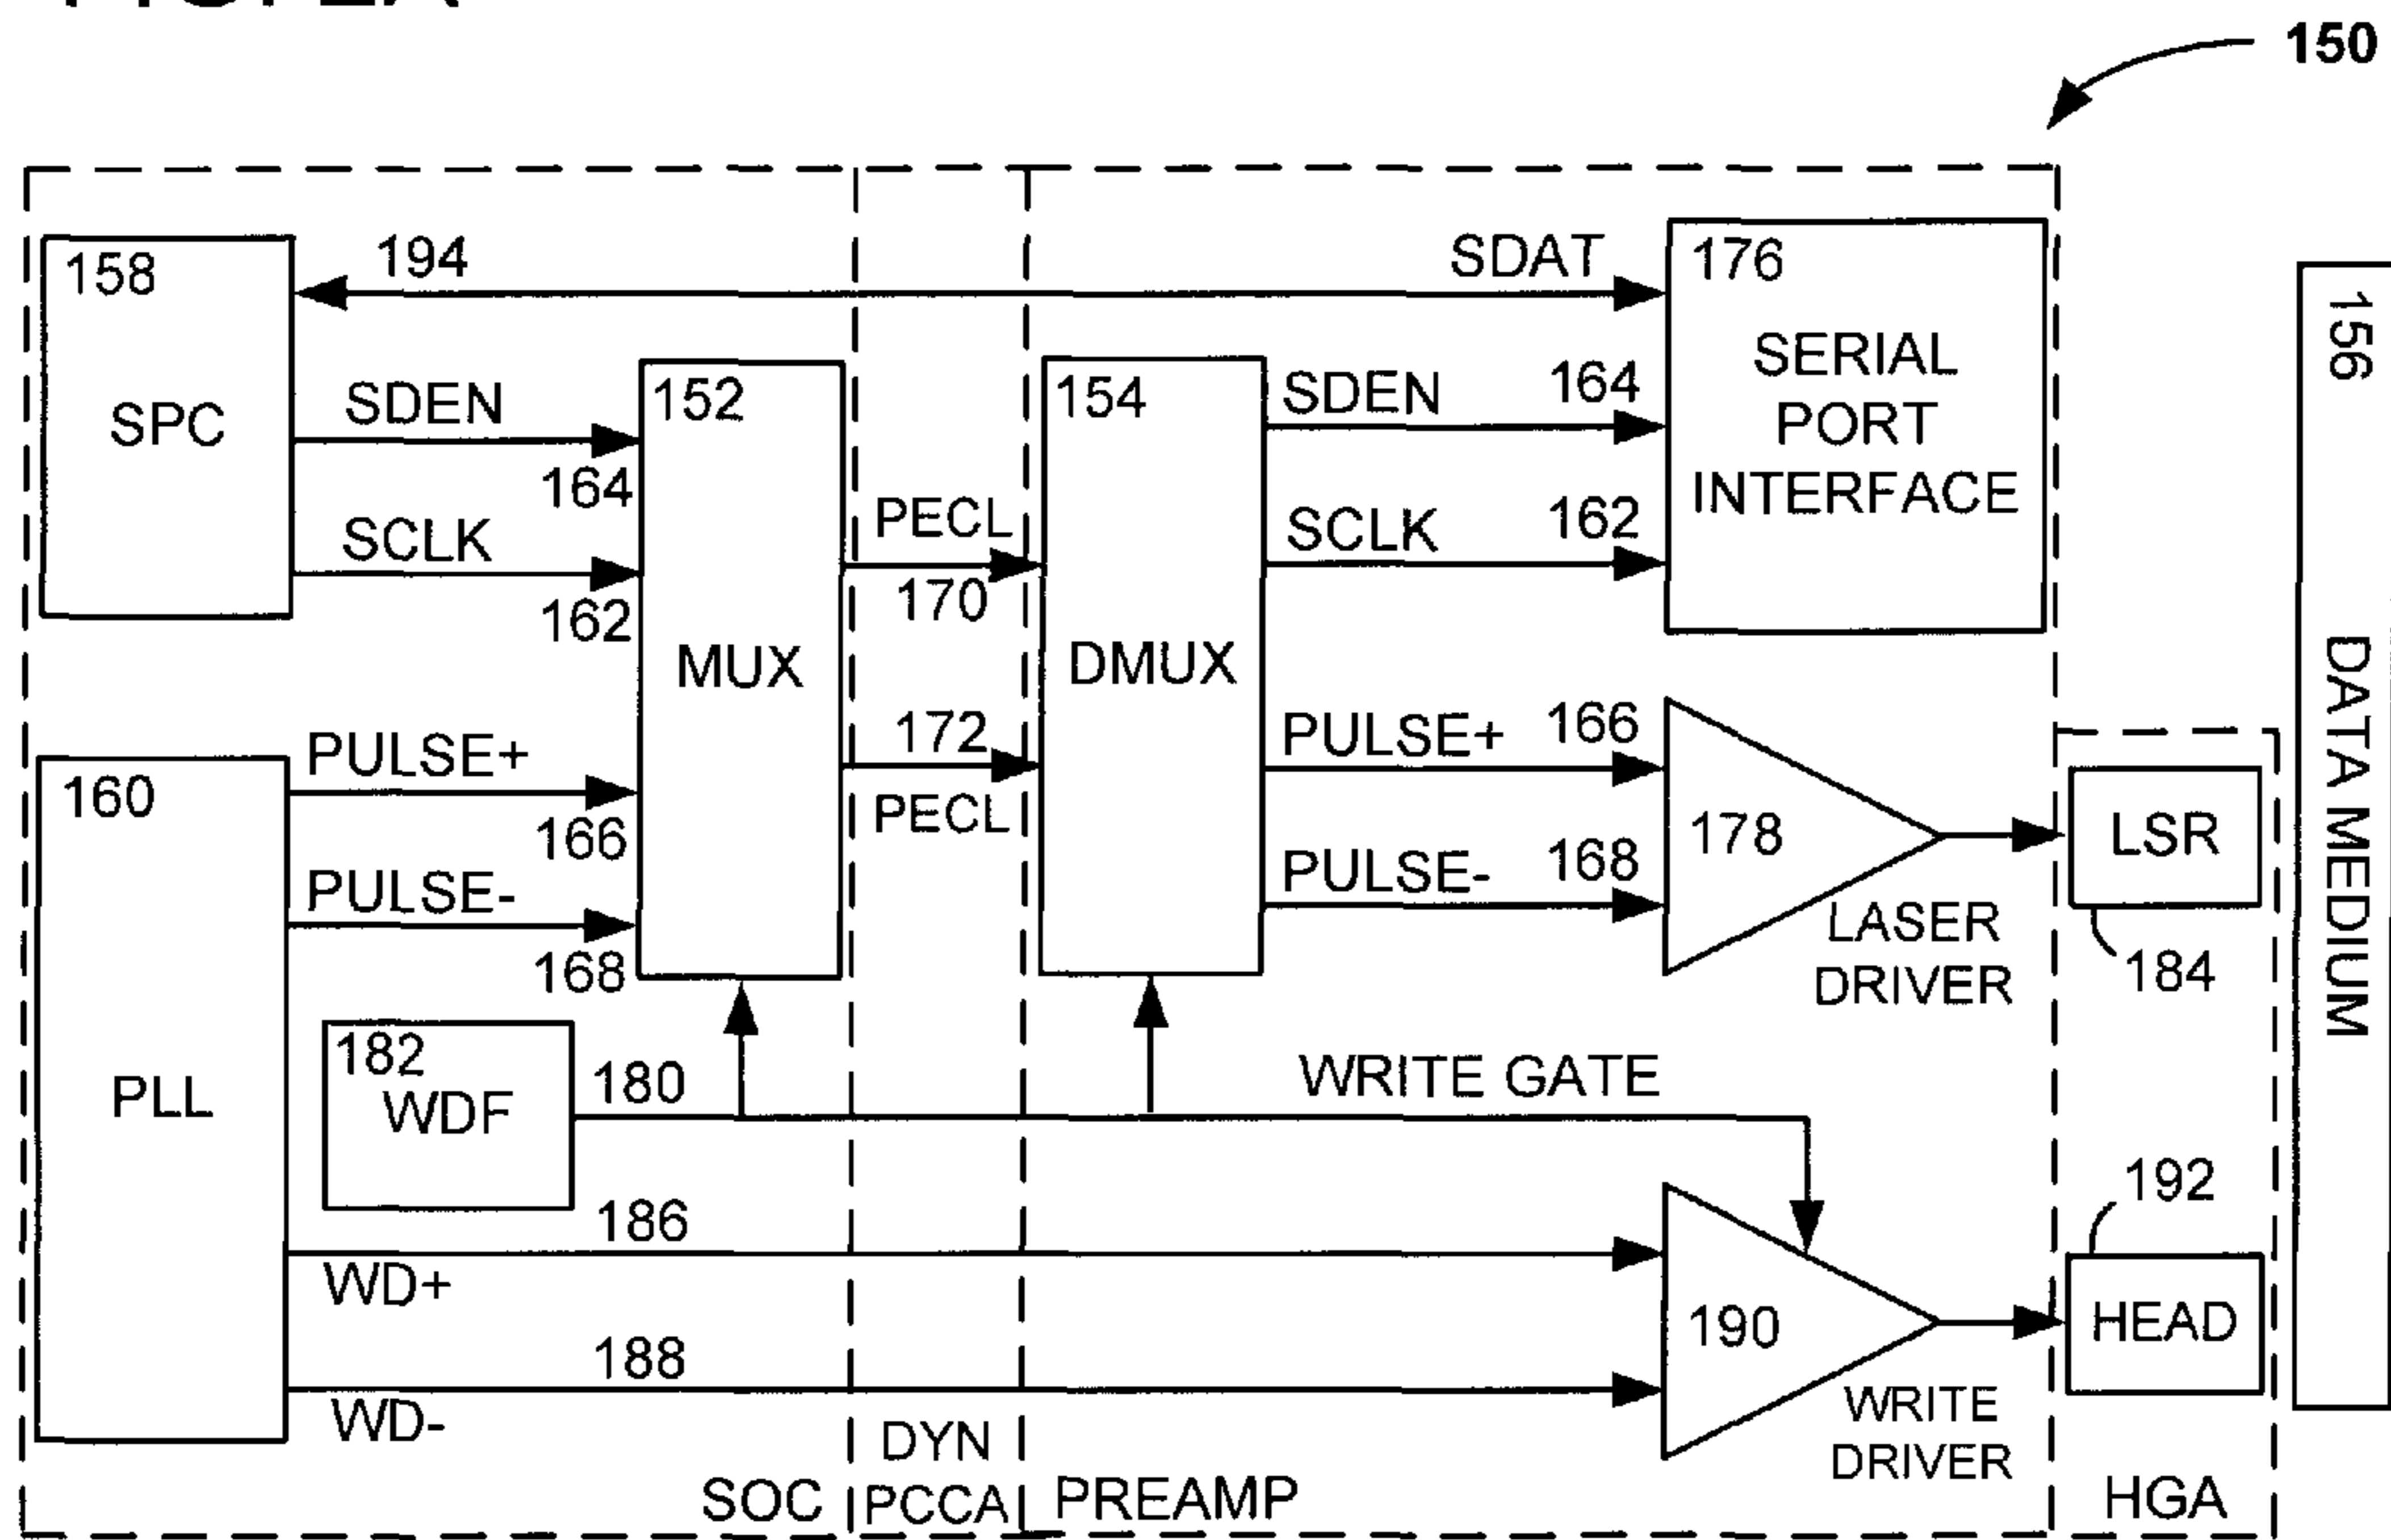 150
158
SPC
194
SDAT
176
SERIAL
PORT
INTERFACE
156
DATA MEDIUM
SDEN
164
SCLK
162
152
MUX
PECL
170
172
PECL
154
DMUX
SDEN
164
SCLK
162
160
PLL
PULSE+
166
PULSE-
168
PULSE+
166
PULSE-
168
178
LASER
DRIVER
LSR
184
182
WDF
180
WRITE GATE
186
WD+
188
WD-
190
WRITE
DRIVER
192
HEAD
SOC
DYN
PCCA
PREAMP
HGA